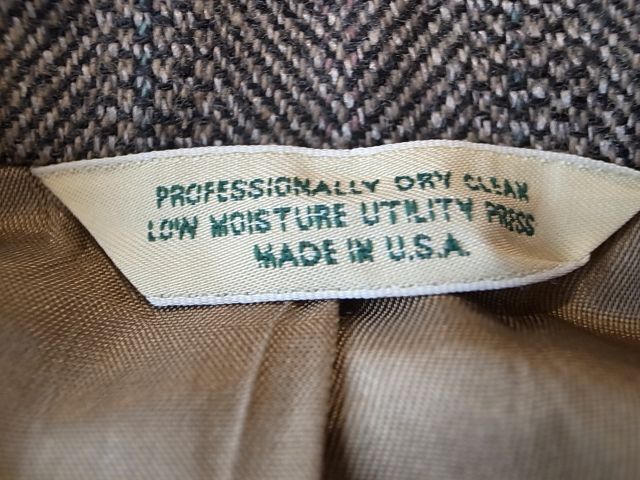 PROFESSIONALLY DRY CLEAN
LOW MOISTURE UTILITY PRESS
MADE IN U.S.A.